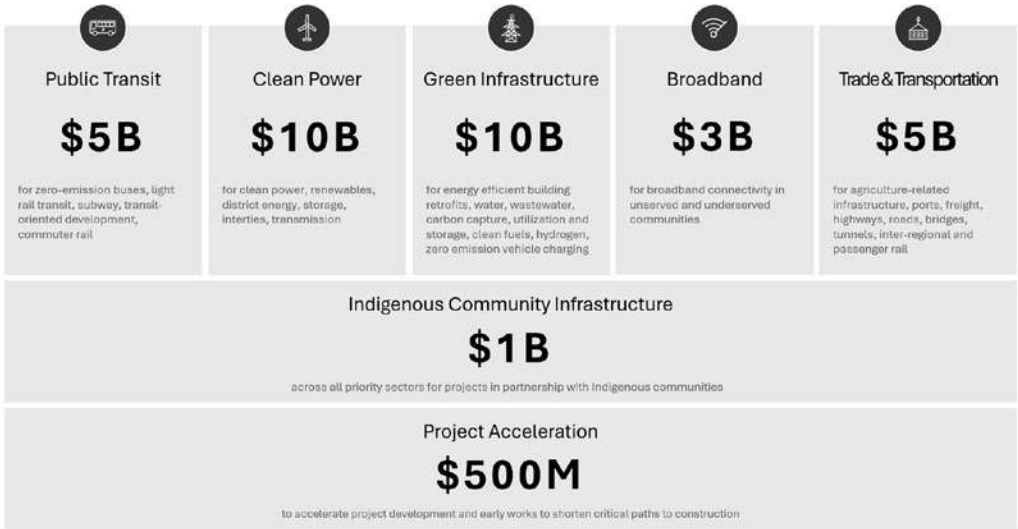 Public Transit
$5B
for zero-emission buses, light
rail transit, subway, transit-
oriented development,
commuter rail
Clean Power
$10B
for clean power, renewables,
district energy, storage,
interties, transmission
Green Infrastructure
$10B
for energy efficient building
retrofits, water, wastewater,
carbon capture, utilization and
storage, clean fuels, hydrogen,
zero emission vehicle charging
Broadband
$3B
for broadband connectivity in
unserved and underserved
communities
Trade & Transportation
$5B
for agriculture-related
infrastructure, ports, freight,
highways, roads, bridges,
tunnels, inter-regional and
passenger rail
Indigenous Community Infrastructure
$1B
across all priority sectors for projects in partnership with Indigenous communities
Project Acceleration
$500M
to accelerate project development and early works to shorten critical paths to construction